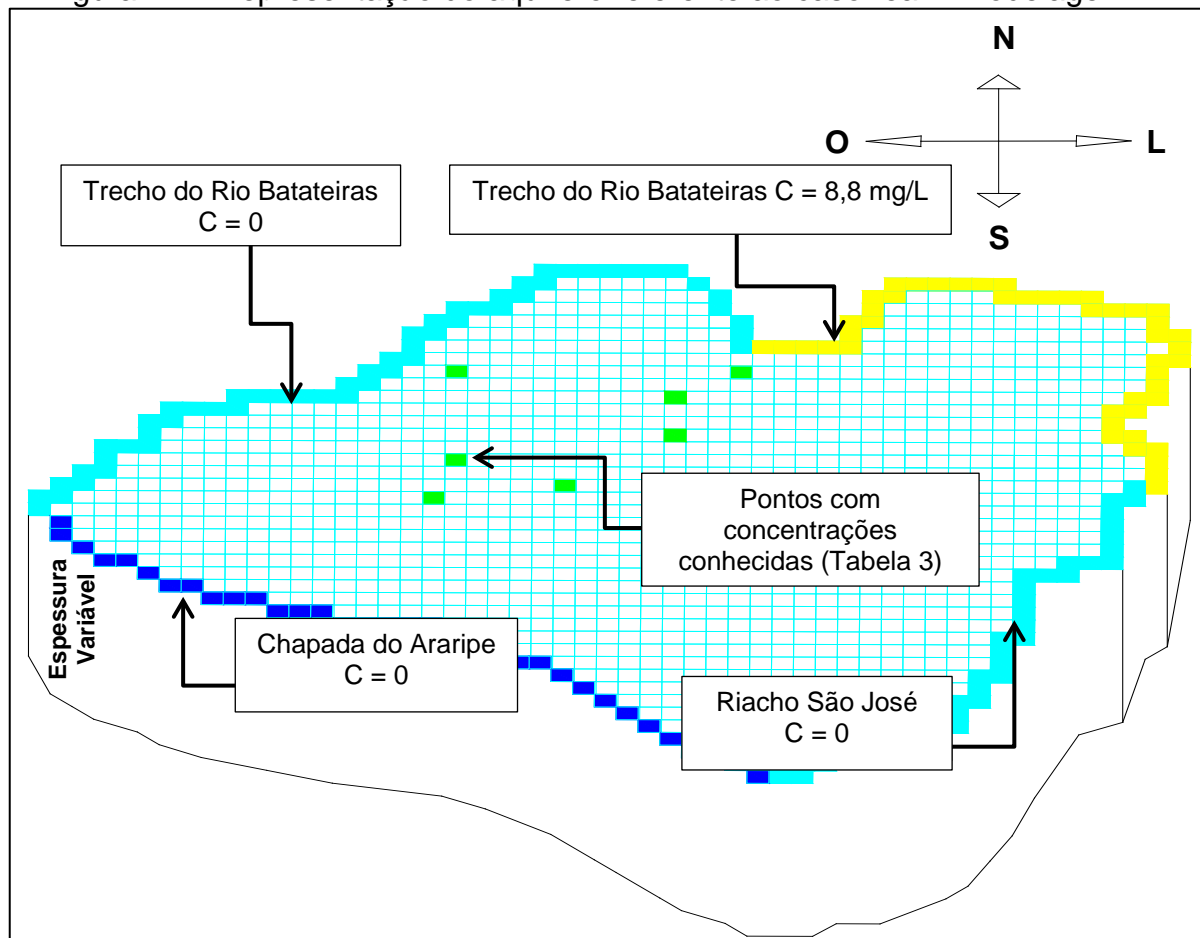 N
O
L
S
Trecho do Rio Batateiras
C = 0
Trecho do Rio Batateiras C = 8,8 mg/L
Pontos com
concentrações
conhecidas (Tabela 3)
Espessura
Variável
Chapada do Araripe
C = 0
Riacho São José
C = 0